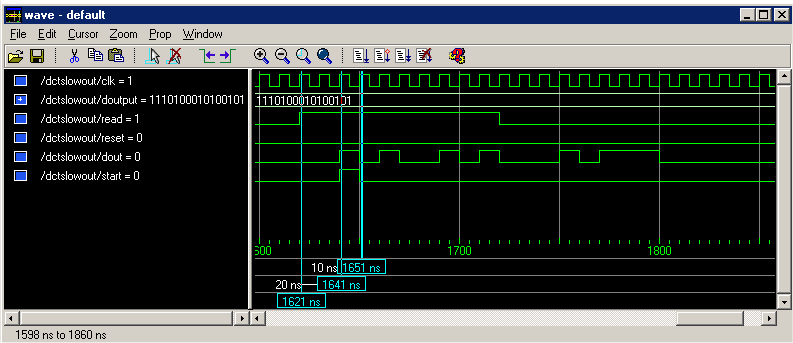 wave - default
File Edit Cursor Zoom Prop Window
/dctslowout/clk = 1
/dctslowout/doutput = 1110100010100101 1110100010100101
/dctslowout/read = 1
/dctslowout/reset = 0
/dctslowout/dout = 0
/dctslowout/start = 0
600 1700 1800
10 ns 1651 ns
20 ns 1641 ns
1621 ns
1598 ns to 1860 ns